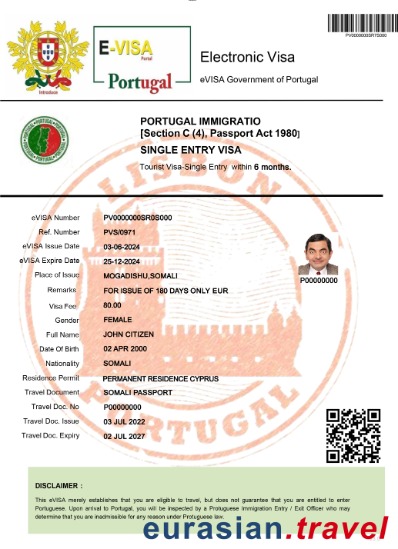 PV0000000SR7S090
E-VISA
Portal
Portugal
Introduce
Electronic Visa
eVISA Government of Portugal
PORTUGAL IMMIGRATIO
[Section C (4), Passport Act 1980]
SINGLE ENTRY VISA
Tourist Visa-Single Entry within 6 months.
LISBON
PORTUGAL
eVISA Number PV0000000SR0S000
Ref. Number PVS/0971
eVISA Issue Date 03-06-2024
eVISA Expire Date 25-12-2024
Place of Issue MOGADISHU,SOMALI
Remarks FOR ISSUE OF 180 DAYS ONLY EUR
Visa Fee 80.00
Gender FEMALE
Full Name JOHN CITIZEN
Date Of Birth 02 APR 2000
Nationality SOMALI
Residence Permit PERMANENT RESIDENCE CYPRUS
Travel Document SOMALI PASSPORT
Travel Doc. No P00000000
Travel Doc. Issue 03 JUL 2022
Travel Doc. Expiry 02 JUL 2027
P00000000
DISCLAIMER :
This eVISA merely establishes that you are eligible to travel, but does not guarantee that you are entitled to enter
Portuguese. Upon arrival to Portugal, you will be inspected by a Protuguese Immigration Entry / Exit Officer who may
determine that you are inadmissible for any reason under Protuguese law.
eurasian.travel